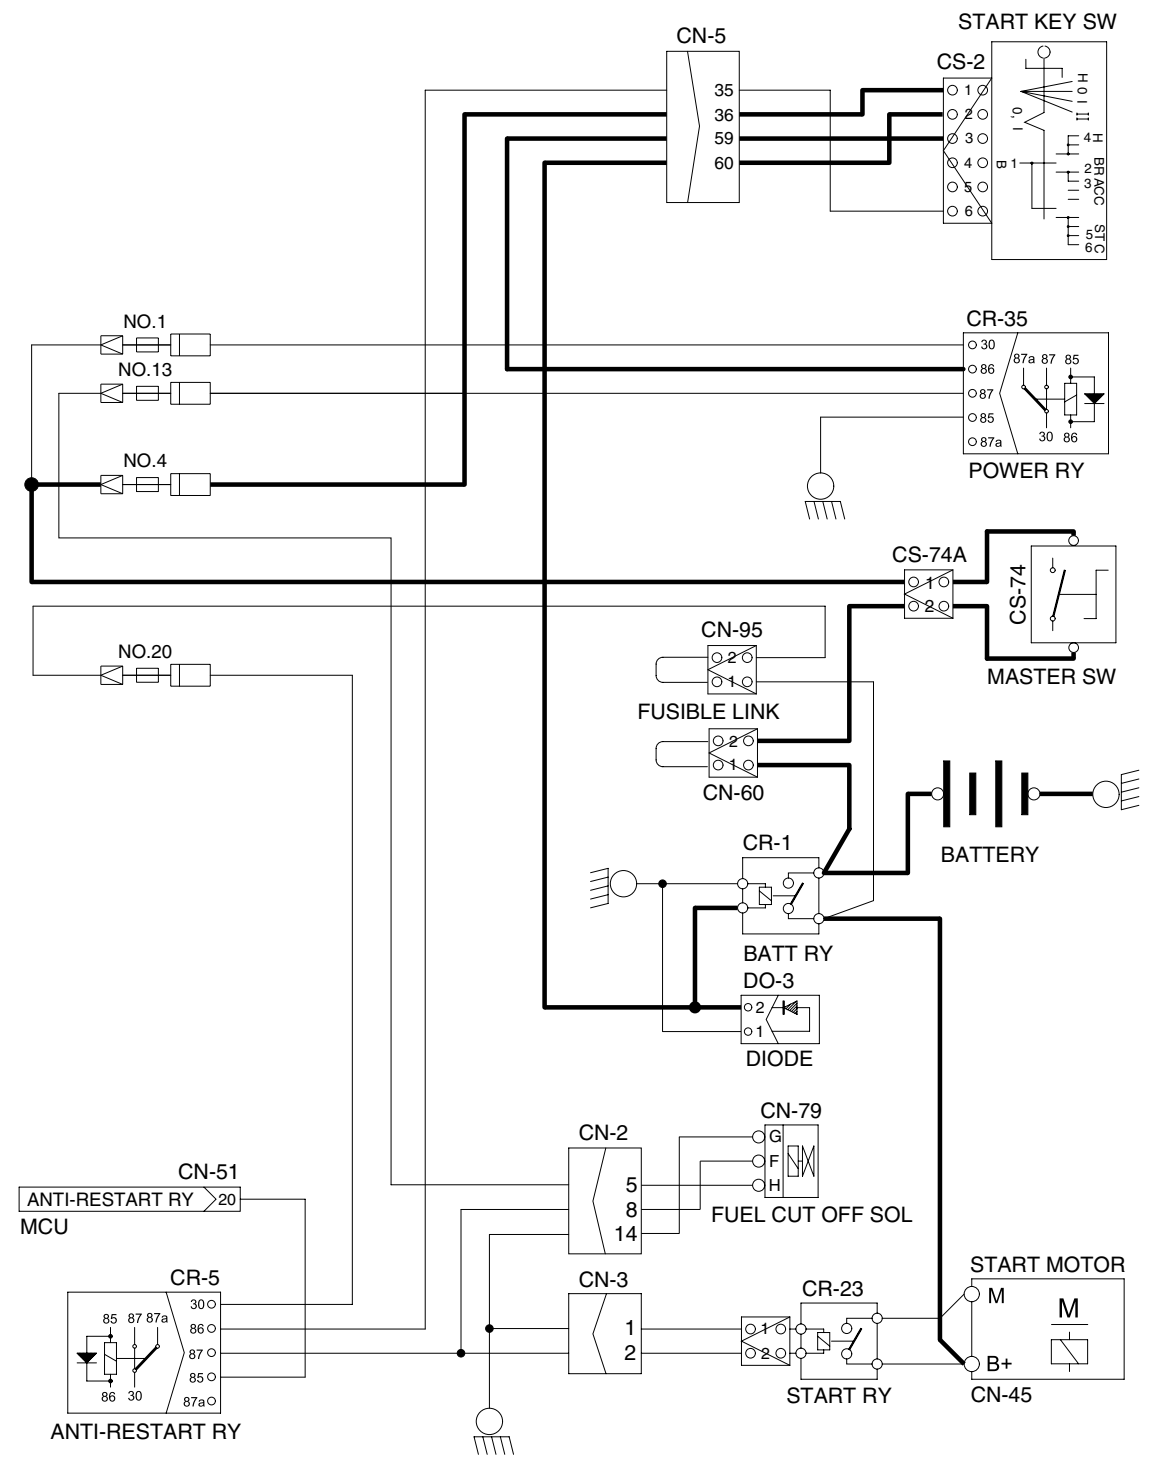 START KEY SW
CN-5
CS-2
35
36
59
60
1
2
3
4
5
6
H 0 I II
0, I
B 1
4 H
2 BR
3 ACC
5 ST
6 C
NO.1
NO.13
NO.4
CR-35
30
86
87
85
87a
87a 87 85
30 86
POWER RY
CS-74A
1
2
CS-74
MASTER SW
NO.20
CN-95
2
1
FUSIBLE LINK
2
1
CN-60
BATTERY
CR-1
BATT RY
DO-3
2
1
DIODE
CN-79
G
F
H
FUEL CUT OFF SOL
CN-2
5
8
14
CN-51
ANTI-RESTART RY 20
MCU
CR-5
30
86
87
85
87a
85 87 87a
86 30
ANTI-RESTART RY
CN-3
1
2
1
2
CR-23
START RY
START MOTOR
M
M
B+
CN-45